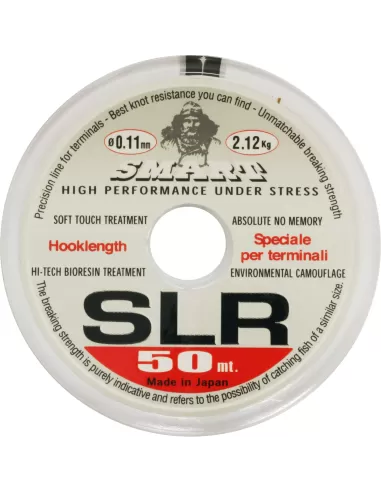 Precision line for terminals - Best knot resistance you can find - Unmatchable breaking strength
Ø0.11mm
2.12Kg
SMART
HIGH PERFORMANCE UNDER STRESS
SOFT TOUCH TREATMENT
ABSOLUTE NO MEMORY
Hooklength
Speciale
per terminali
HI-TECH BIORESIN TREATMENT
ENVIRONMENTAL CAMOUFLAGE
SLR
50 mt.
Made in Japan
The breaking strength is purely indicative and refers to the possibility of catching fish of a similar size.